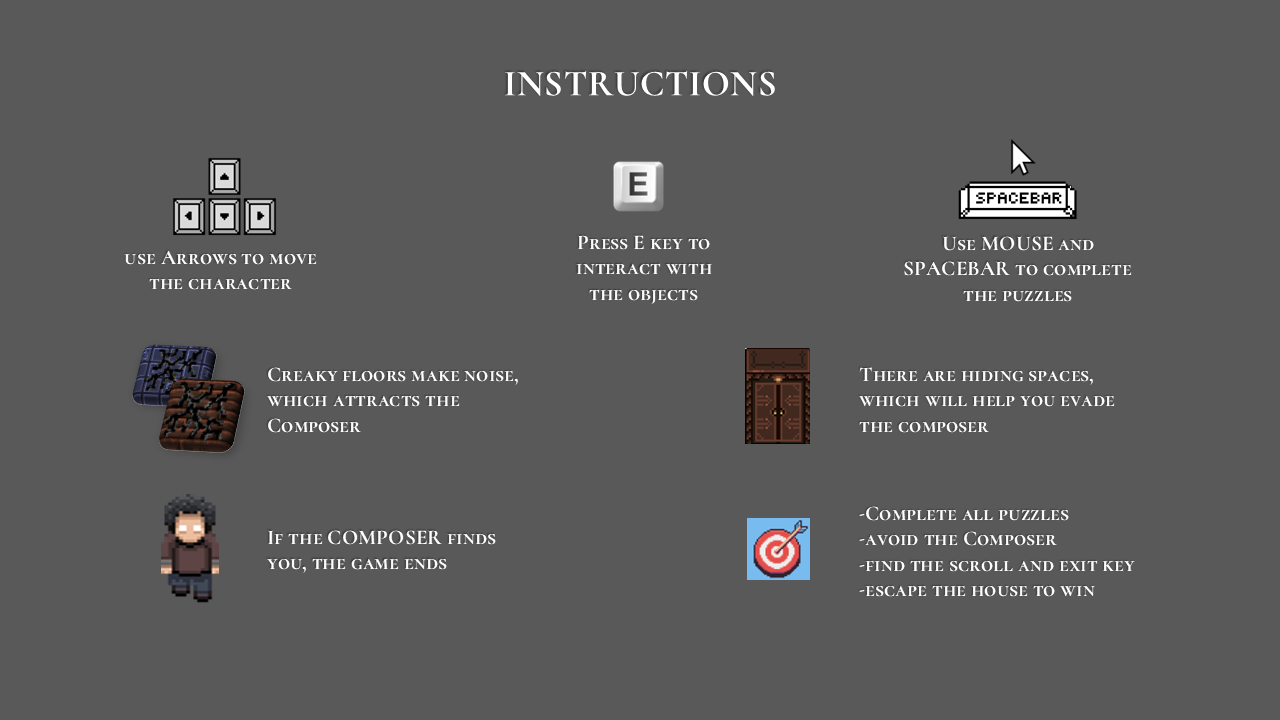 INSTRUCTIONS
E
SPACEBAR
use Arrows to move
the character
Press E key to
interact with
the objects
Use MOUSE and
SPACEBAR to complete
the puzzles
Creaky floors make noise,
which attracts the
Composer
There are hiding spaces,
which will help you evade
the composer
If the COMPOSER finds
you, the game ends
-Complete all puzzles
-avoid the Composer
-find the scroll and exit key
-escape the house to win